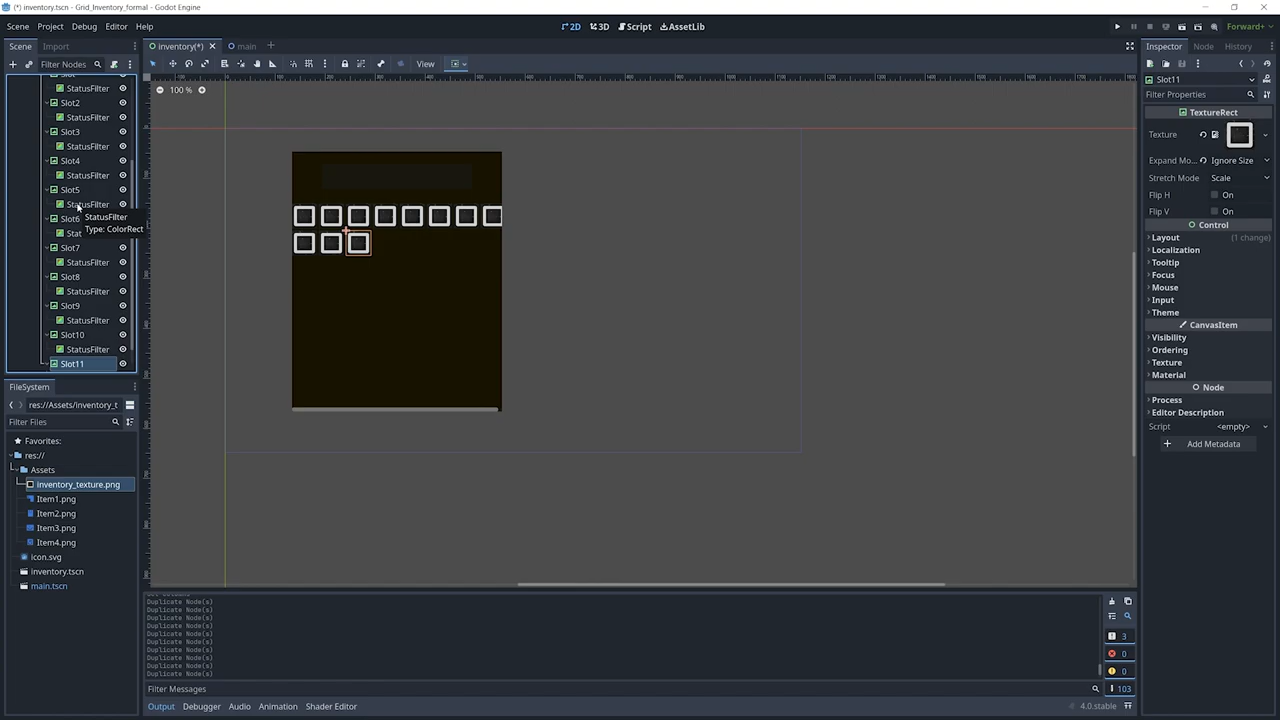 (*) inventory.tscn - Grid_Inventory_formal - Godot Engine
Scene Project Debug Editor Help
2D 3D Script AssetLib
Forward+
Scene Import
inventory(*) main
Inspector Node History
Filter Nodes
View
Slot11
Filter Properties
100 %
StatusFilter
Slot2
StatusFilter
Slot3
StatusFilter
Slot4
StatusFilter
Slot5
StatusFilter
StatusFilter
Type: ColorRect
Slot6
Slot7
StatusFilter
Slot8
StatusFilter
Slot9
StatusFilter
Slot10
StatusFilter
Slot11
TextureRect
Texture
Expand Mo... Ignore Size
Stretch Mode Scale
Flip H On
Flip V On
Control
Layout (1 change)
Localization
Tooltip
Focus
Mouse
Input
Theme
CanvasItem
Visibility
Ordering
Texture
Material
Node
Process
Editor Description
Script <empty>
Add Metadata
FileSystem
res://Assets/inventory_t
Filter Files
Favorites:
res://
Assets
inventory_texture.png
Item1.png
Item2.png
Item3.png
Item4.png
icon.svg
inventory.tscn
main.tscn
Duplicate Node(s)
Duplicate Node(s)
Duplicate Node(s)
Duplicate Node(s)
Duplicate Node(s)
Duplicate Node(s)
Duplicate Node(s)
Duplicate Node(s)
Duplicate Node(s)
Duplicate Node(s)
3
0
0
103
Filter Messages
Output Debugger Audio Animation Shader Editor
4.0.stable